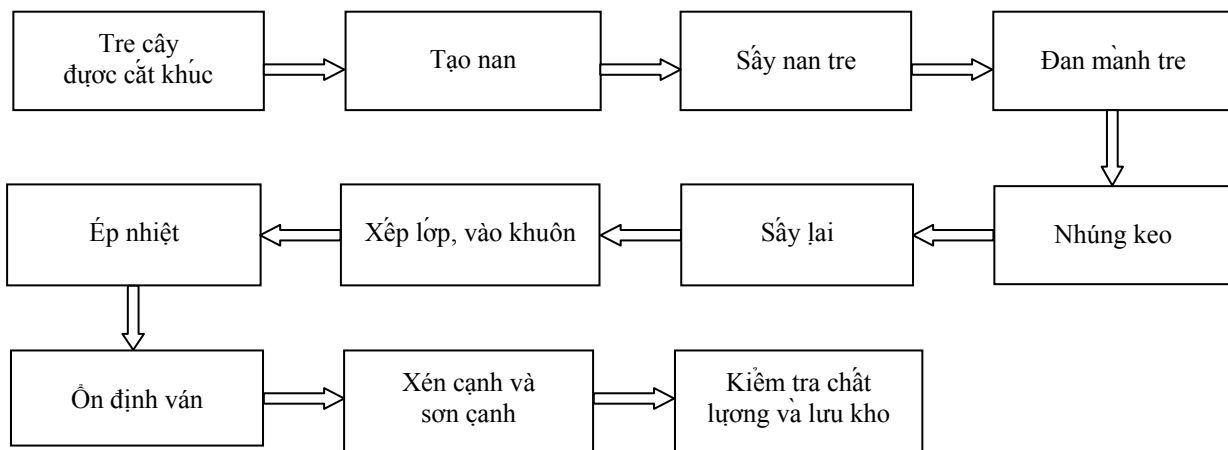 Tre cây
được cắt khúc
Tạo nan
Sấy nan tre
Đan mành tre
Nhúng keo
Sấy lại
Xếp lớp, vào khuôn
Ép nhiệt
Ổn định ván
Xén cạnh và
sơn cạnh
Kiểm tra chất
lượng và lưu kho